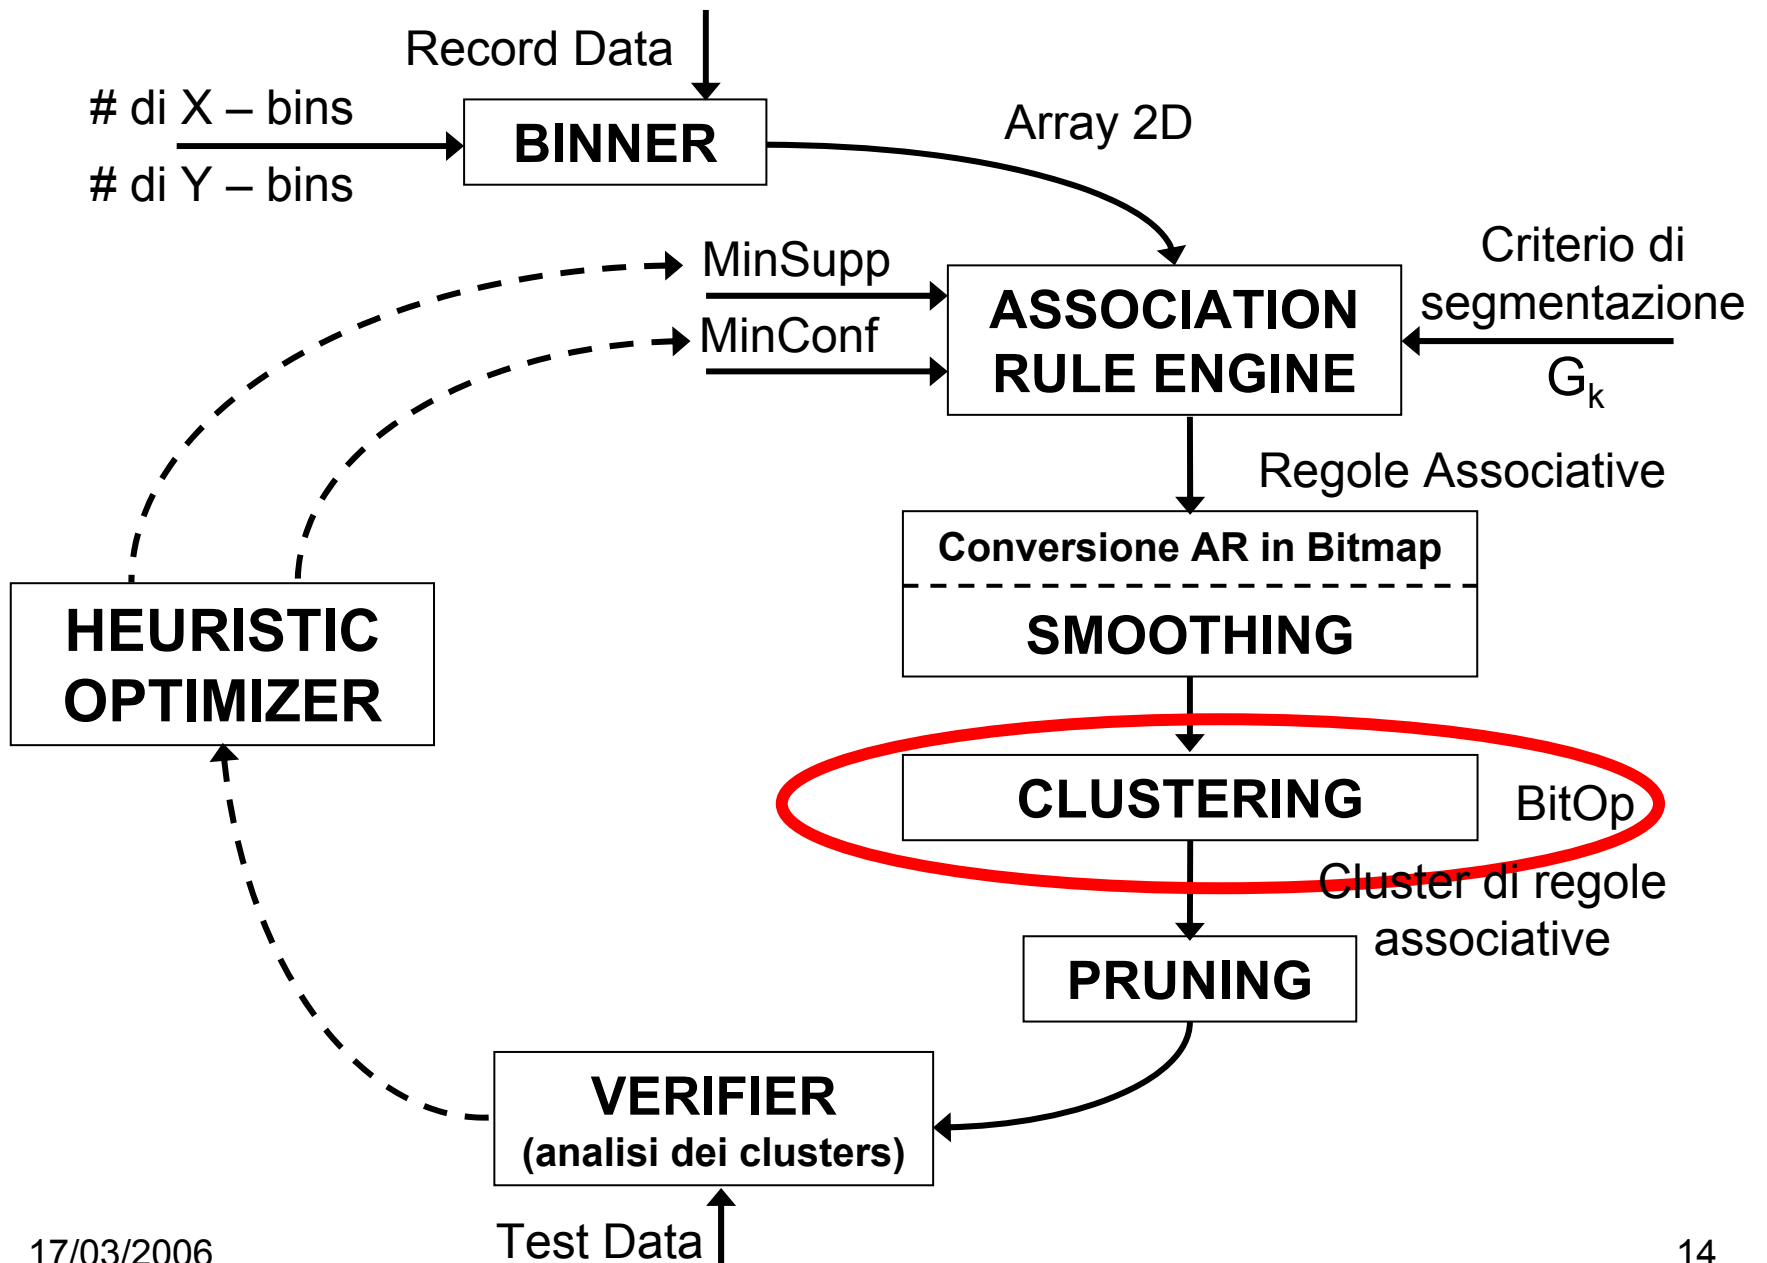 Record Data
# di X – bins
BINNER
Array 2D
# di Y – bins
MinSupp
Criterio di
segmentazione
ASSOCIATION
RULE ENGINE
MinConf
Gk
Regole Associative
Conversione AR in Bitmap
SMOOTHING
HEURISTIC
OPTIMIZER
CLUSTERING
BitOp
Cluster di regole
associative
PRUNING
VERIFIER
(analisi dei clusters)
Test Data
17/03/2006
14